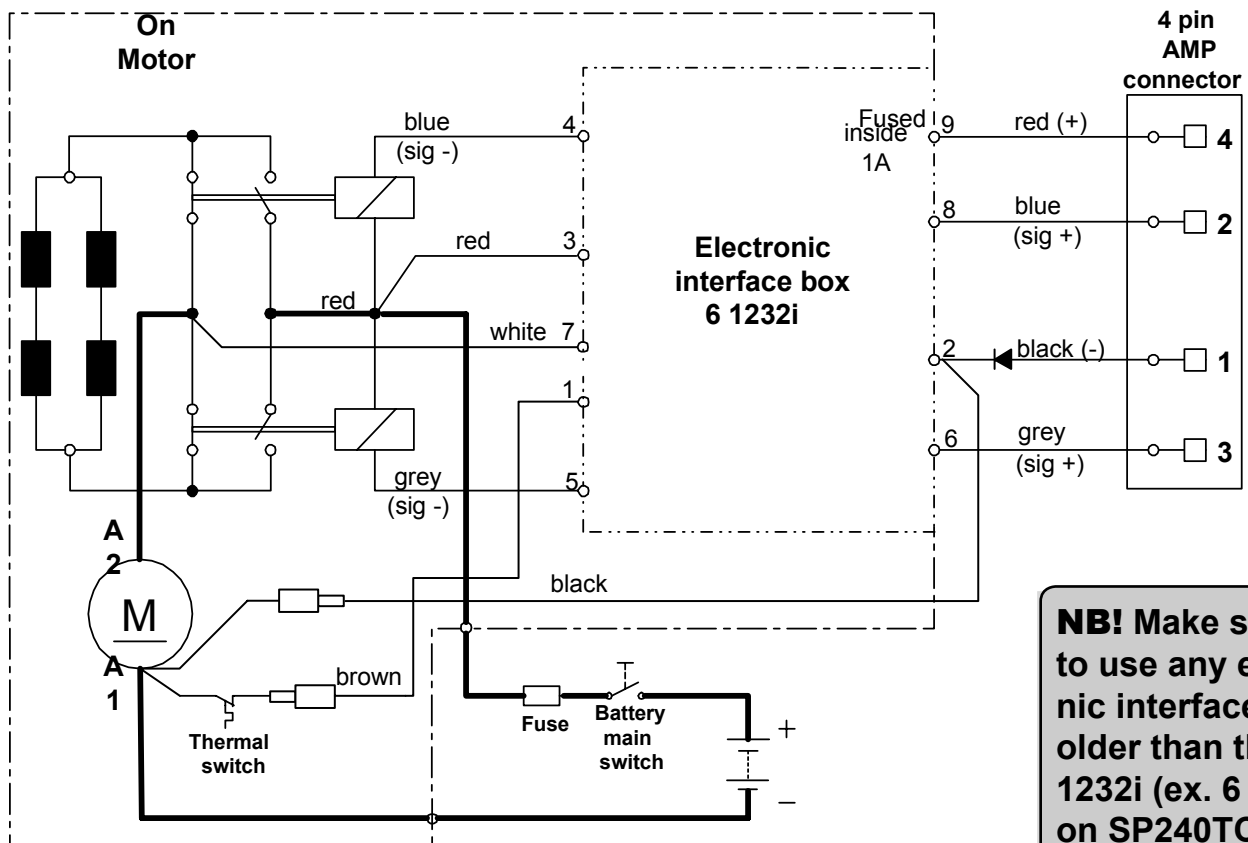 On
Motor
4 pin
AMP
connector
blue
(sig -)
4
Fused
inside
1A
9
red (+)
4
8
blue
(sig +)
2
red
3
Electronic
interface box
6 1232i
red
white
7
2
black (-)
1
1
6
grey
(sig +)
3
grey
(sig -)
5
A
2
M
A
1
black
brown
Thermal
switch
Fuse
Battery
main
switch
+
−
NB! Make s
to use any e
nic interface
older than th
1232i (ex. 6
on SP240TC